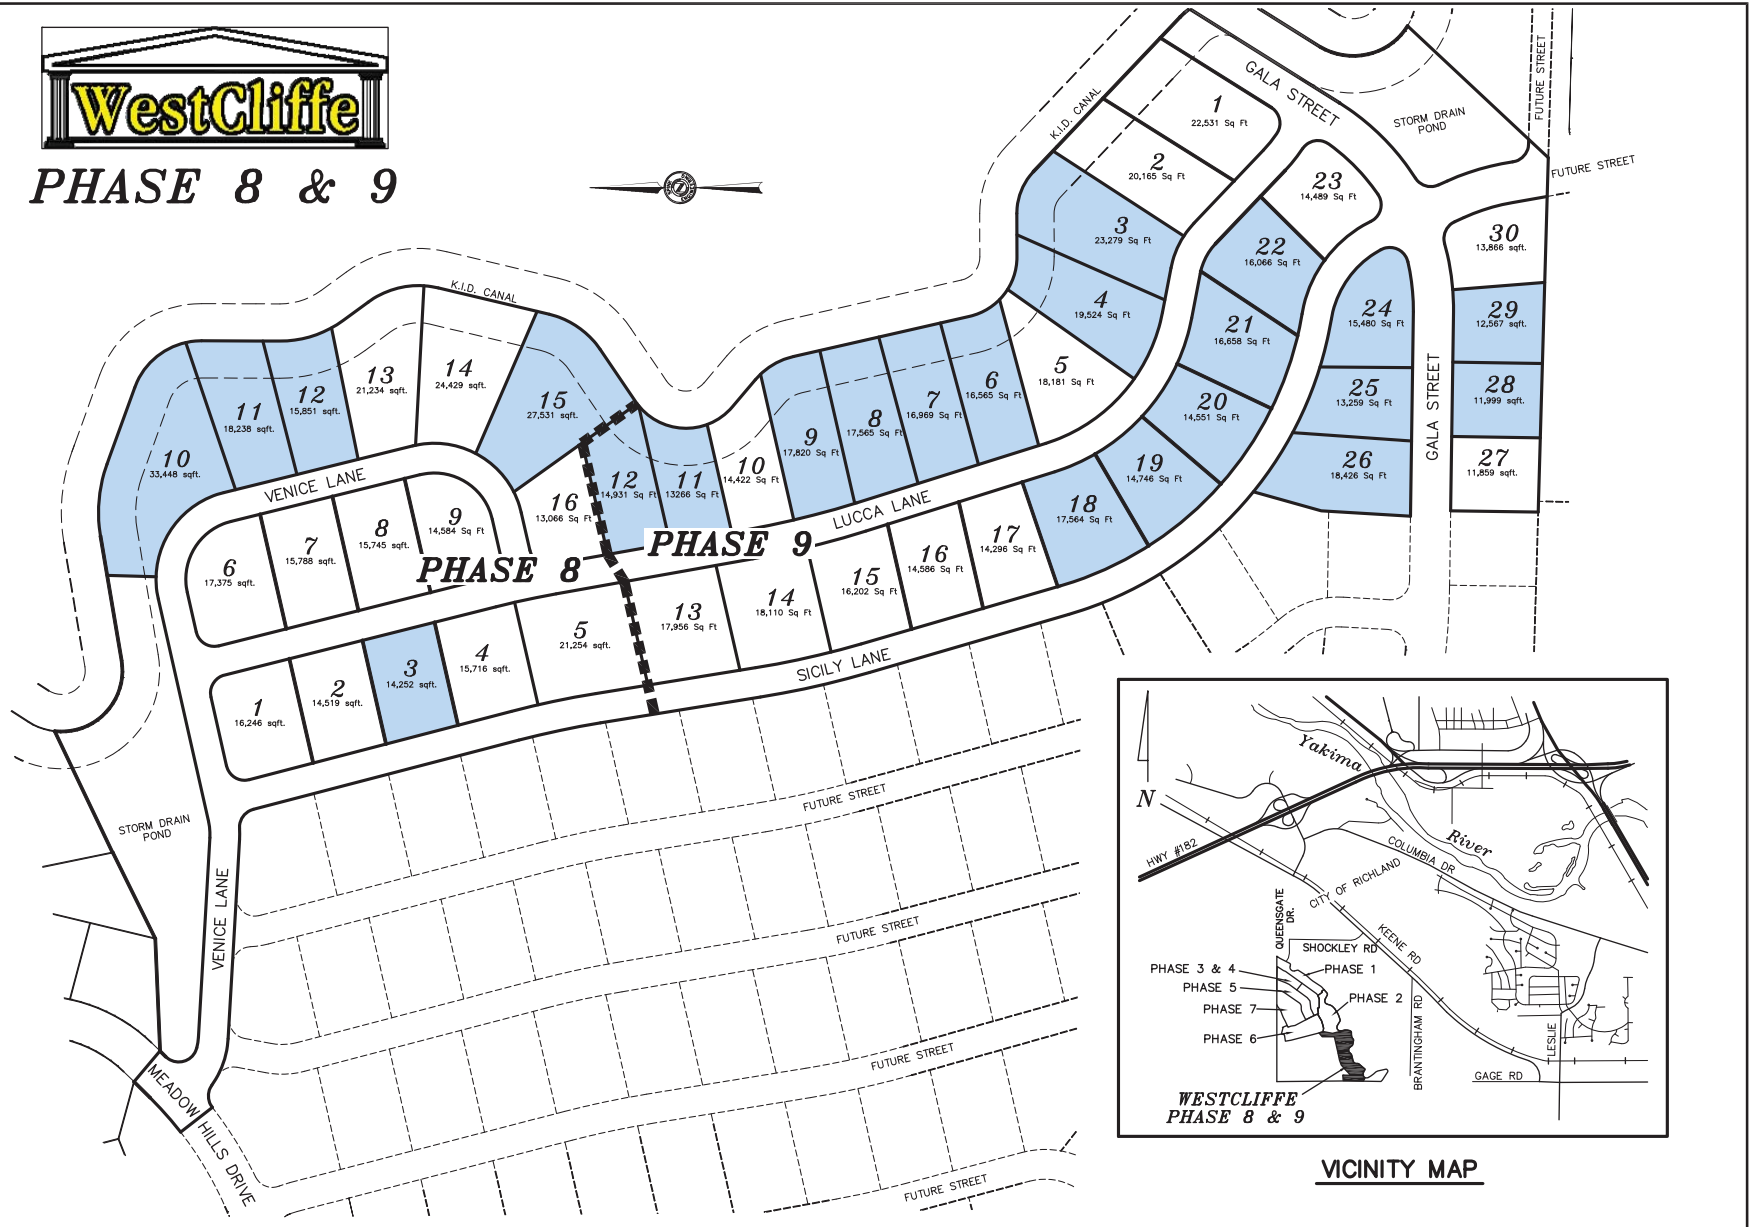 WestCliffe
PHASE 8 & 9
K.I.D. CANAL
GALA STREET
STORM DRAIN
POND
FUTURE STREET
FUTURE STREET
1
22,531 Sq Ft
2
20,165 Sq Ft
3
23,279 Sq Ft
4
19,524 Sq Ft
5
18,181 Sq Ft
6
16,565 Sq Ft
7
16,969 Sq Ft
8
17,565 Sq Ft
9
17,820 Sq Ft
10
14,422 Sq Ft
11
13266 Sq Ft
12
14,931 Sq Ft
23
14,489 Sq Ft
22
16,066 Sq Ft
21
16,658 Sq Ft
20
14,551 Sq Ft
19
14,746 Sq Ft
18
17,564 Sq Ft
17
14,296 Sq Ft
16
14,586 Sq Ft
15
16,202 Sq Ft
14
18,110 Sq Ft
13
17,956 Sq Ft
24
15,480 Sq Ft
25
13,259 Sq Ft
26
18,426 Sq Ft
30
13,866 sqft.
29
12,567 sqft.
28
11,999 sqft.
27
11,859 sqft.
GALA STREET
LUCCA LANE
PHASE 9
SICILY LANE
K.I.D. CANAL
10
33,448 sqft.
11
18,238 sqft.
12
15,851 sqft.
13
21,234 sqft.
14
24,429 sqft.
15
27,531 sqft.
16
13,066 Sq Ft
VENICE LANE
6
17,375 sqft.
7
15,788 sqft.
8
15,745 sqft.
9
14,584 Sq Ft
PHASE 8
1
16,246 sqft.
2
14,519 sqft.
3
14,252 sqft.
4
15,716 sqft.
5
21,254 sqft.
STORM DRAIN
POND
VENICE LANE
MEADOW HILLS DRIVE
FUTURE STREET
FUTURE STREET
FUTURE STREET
FUTURE STREET
N
Yakima
River
HWY #182
COLUMBIA DR
CITY OF RICHLAND
QUEENSGATE
DR.
SHOCKLEY RD
KEENE RD
PHASE 3 & 4
PHASE 1
PHASE 5
PHASE 2
PHASE 7
PHASE 6
BRANTINGHAM RD
LESLIE
GAGE RD
WESTCLIFFE
PHASE 8 & 9
VICINITY MAP